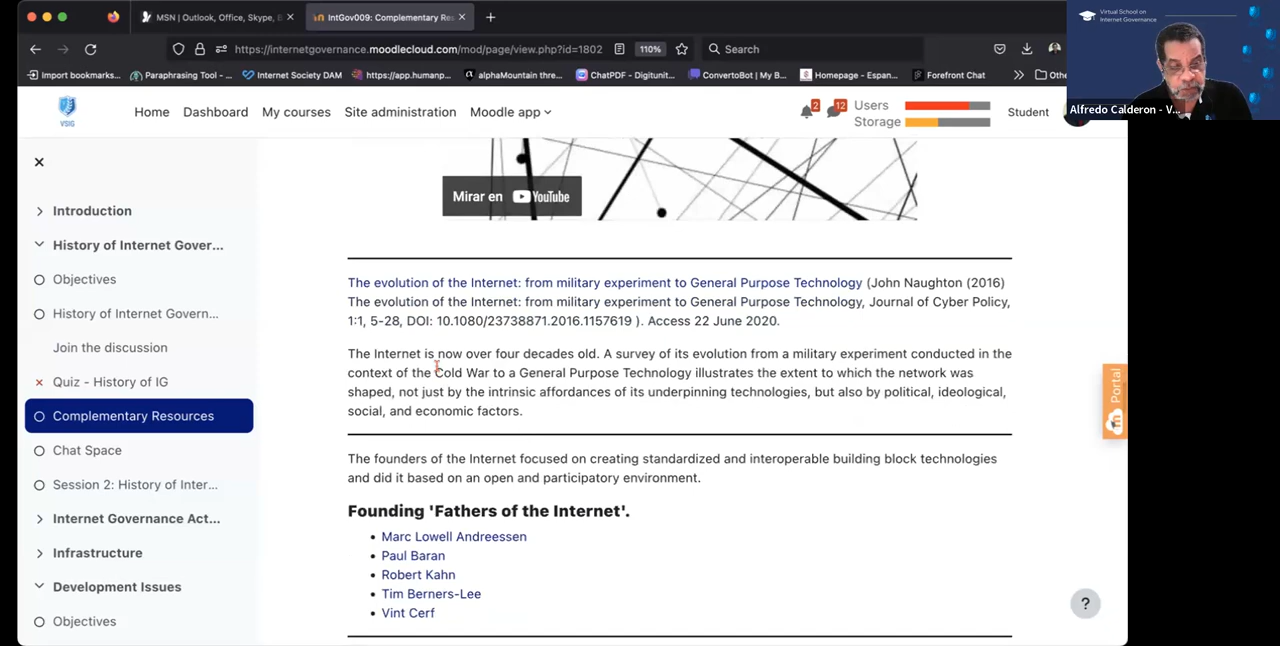 MSN | Outlook, Office, Skype, B
IntGov009: Complementary Re
https://internetgovernance.moodlecloud.com/mod/page/view.php?id=1802
110%
Search
Virtual School on
Internet Governance
Import bookmarks...
Paraphrasing Tool - ...
Internet Society DAM
https://app.humanp...
alphaMountain thre...
ChatPDF - Digitunit...
ConvertoBot | My B...
Homepage - Espan...
Forefront Chat
Othe
Alfredo Calderon - V...
VSIG
Home
Dashboard
My courses
Site administration
Moodle app
2
12
Users
Storage
Student
Mirar en YouTube
Introduction
History of Internet Gover...
Objectives
History of Internet Govern...
Join the discussion
Quiz - History of IG
Complementary Resources
Chat Space
Session 2: History of Inter...
Internet Governance Act...
Infrastructure
Development Issues
Objectives
The evolution of the Internet: from military experiment to General Purpose Technology (John Naughton (2016)
The evolution of the Internet: from military experiment to General Purpose Technology, Journal of Cyber Policy,
1:1, 5-28, DOI: 10.1080/23738871.2016.1157619 ). Access 22 June 2020.
The Internet is now over four decades old. A survey of its evolution from a military experiment conducted in the
context of the Cold War to a General Purpose Technology illustrates the extent to which the network was
shaped, not just by the intrinsic affordances of its underpinning technologies, but also by political, ideological,
social, and economic factors.
The founders of the Internet focused on creating standardized and interoperable building block technologies
and did it based on an open and participatory environment.
Founding 'Fathers of the Internet'.
Marc Lowell Andreessen
Paul Baran
Robert Kahn
Tim Berners-Lee
Vint Cerf
Portal
?